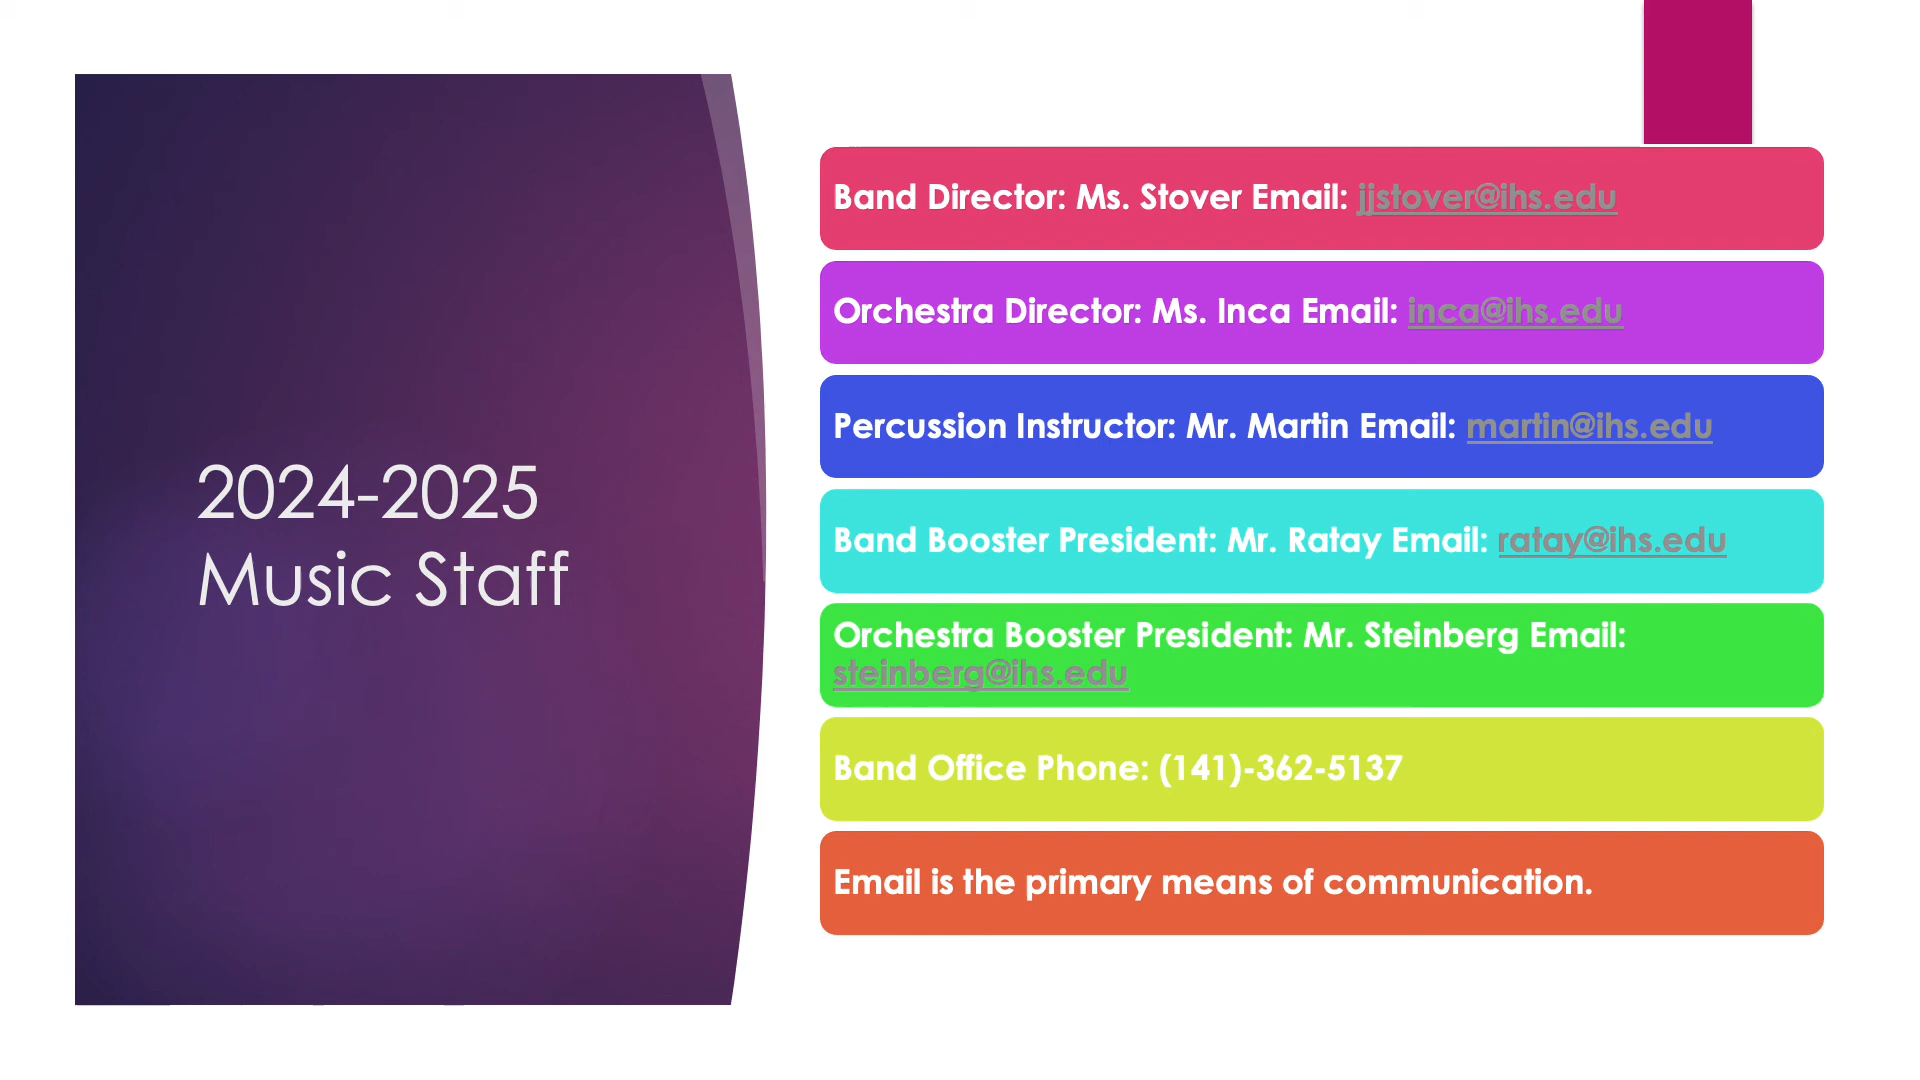 2024-2025
Music Staff
Band Director: Ms. Stover Email: jjstover@ihs.edu
Orchestra Director: Ms. Inca Email: inca@ihs.edu
Percussion Instructor: Mr. Martin Email: martin@ihs.edu
Band Booster President: Mr. Ratay Email: ratay@ihs.edu
Orchestra Booster President: Mr. Steinberg Email:
steinberg@ihs.edu
Band Office Phone: (141)-362-5137
Email is the primary means of communication.